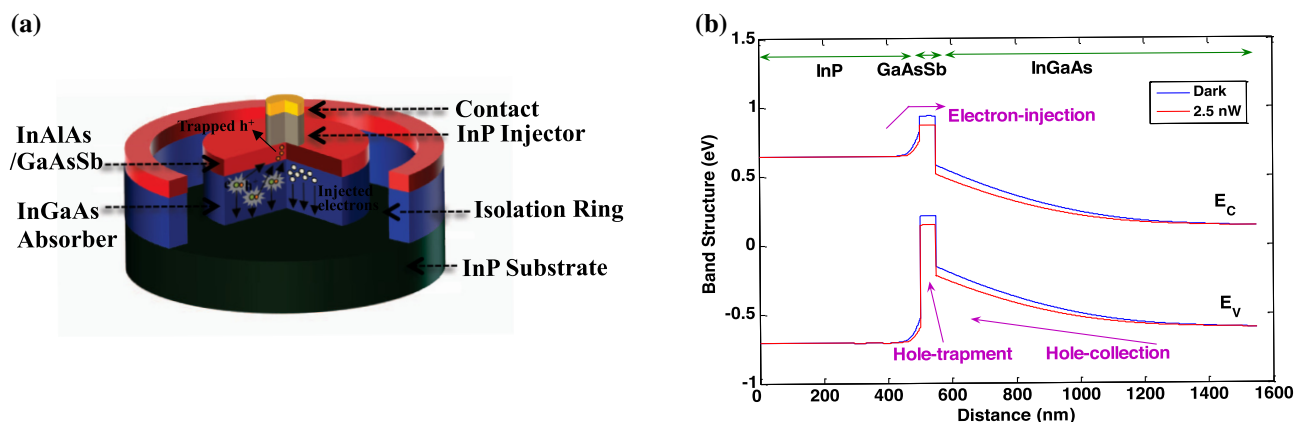 (a)
Contact
InP Injector
Trapped h+
InAlAs
/GaAsSb
Injected
electrons
InGaAs
Absorber
Isolation Ring
InP Substrate
(b)
1.5
1
0.5
0
-0.5
-1
Band Structure (eV)
InP
GaAsSb
InGaAs
Dark
2.5 nW
Electron-injection
EC
EV
Hole-trapment
Hole-collection
0
200
400
600
800
1000
1200
1400
1600
Distance (nm)